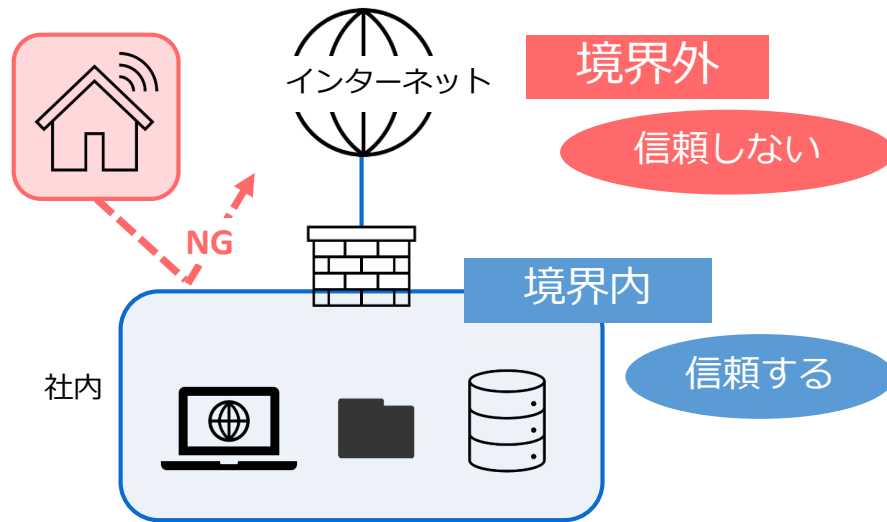 インターネット
境界外
信頼しない
NG
境界内
社内
信頼する